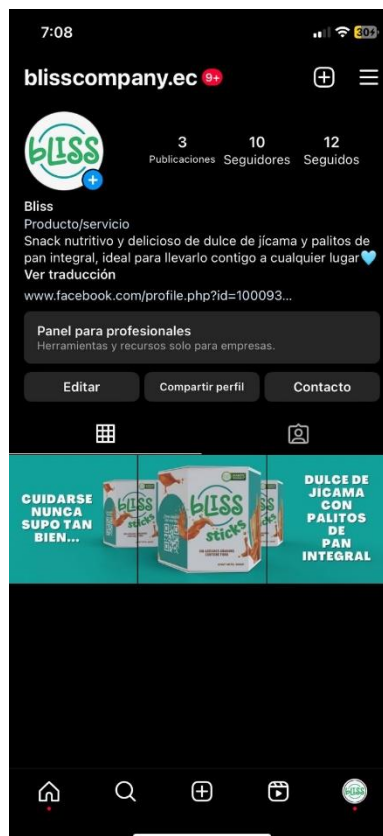 7:08
30
blisscompany.ec 9+
bLISS
3 10 12
Publicaciones Seguidores Seguidos
Bliss
Producto/servicio
Snack nutritivo y delicioso de dulce de jícama y palitos de
pan integral, ideal para llevarlo contigo a cualquier lugar🩵
Ver traducción
www.facebook.com/profile.php?id=100093...
Panel para profesionales
Herramientas y recursos solo para empresas.
Editar Compartir perfil Contacto
CUIDARSE
NUNCA
SUPO TAN
BIEN...
bLISS
sticks
DULCE DE
JICAMA
CON
PALITOS
DE
PAN
INTEGRAL
bLISS